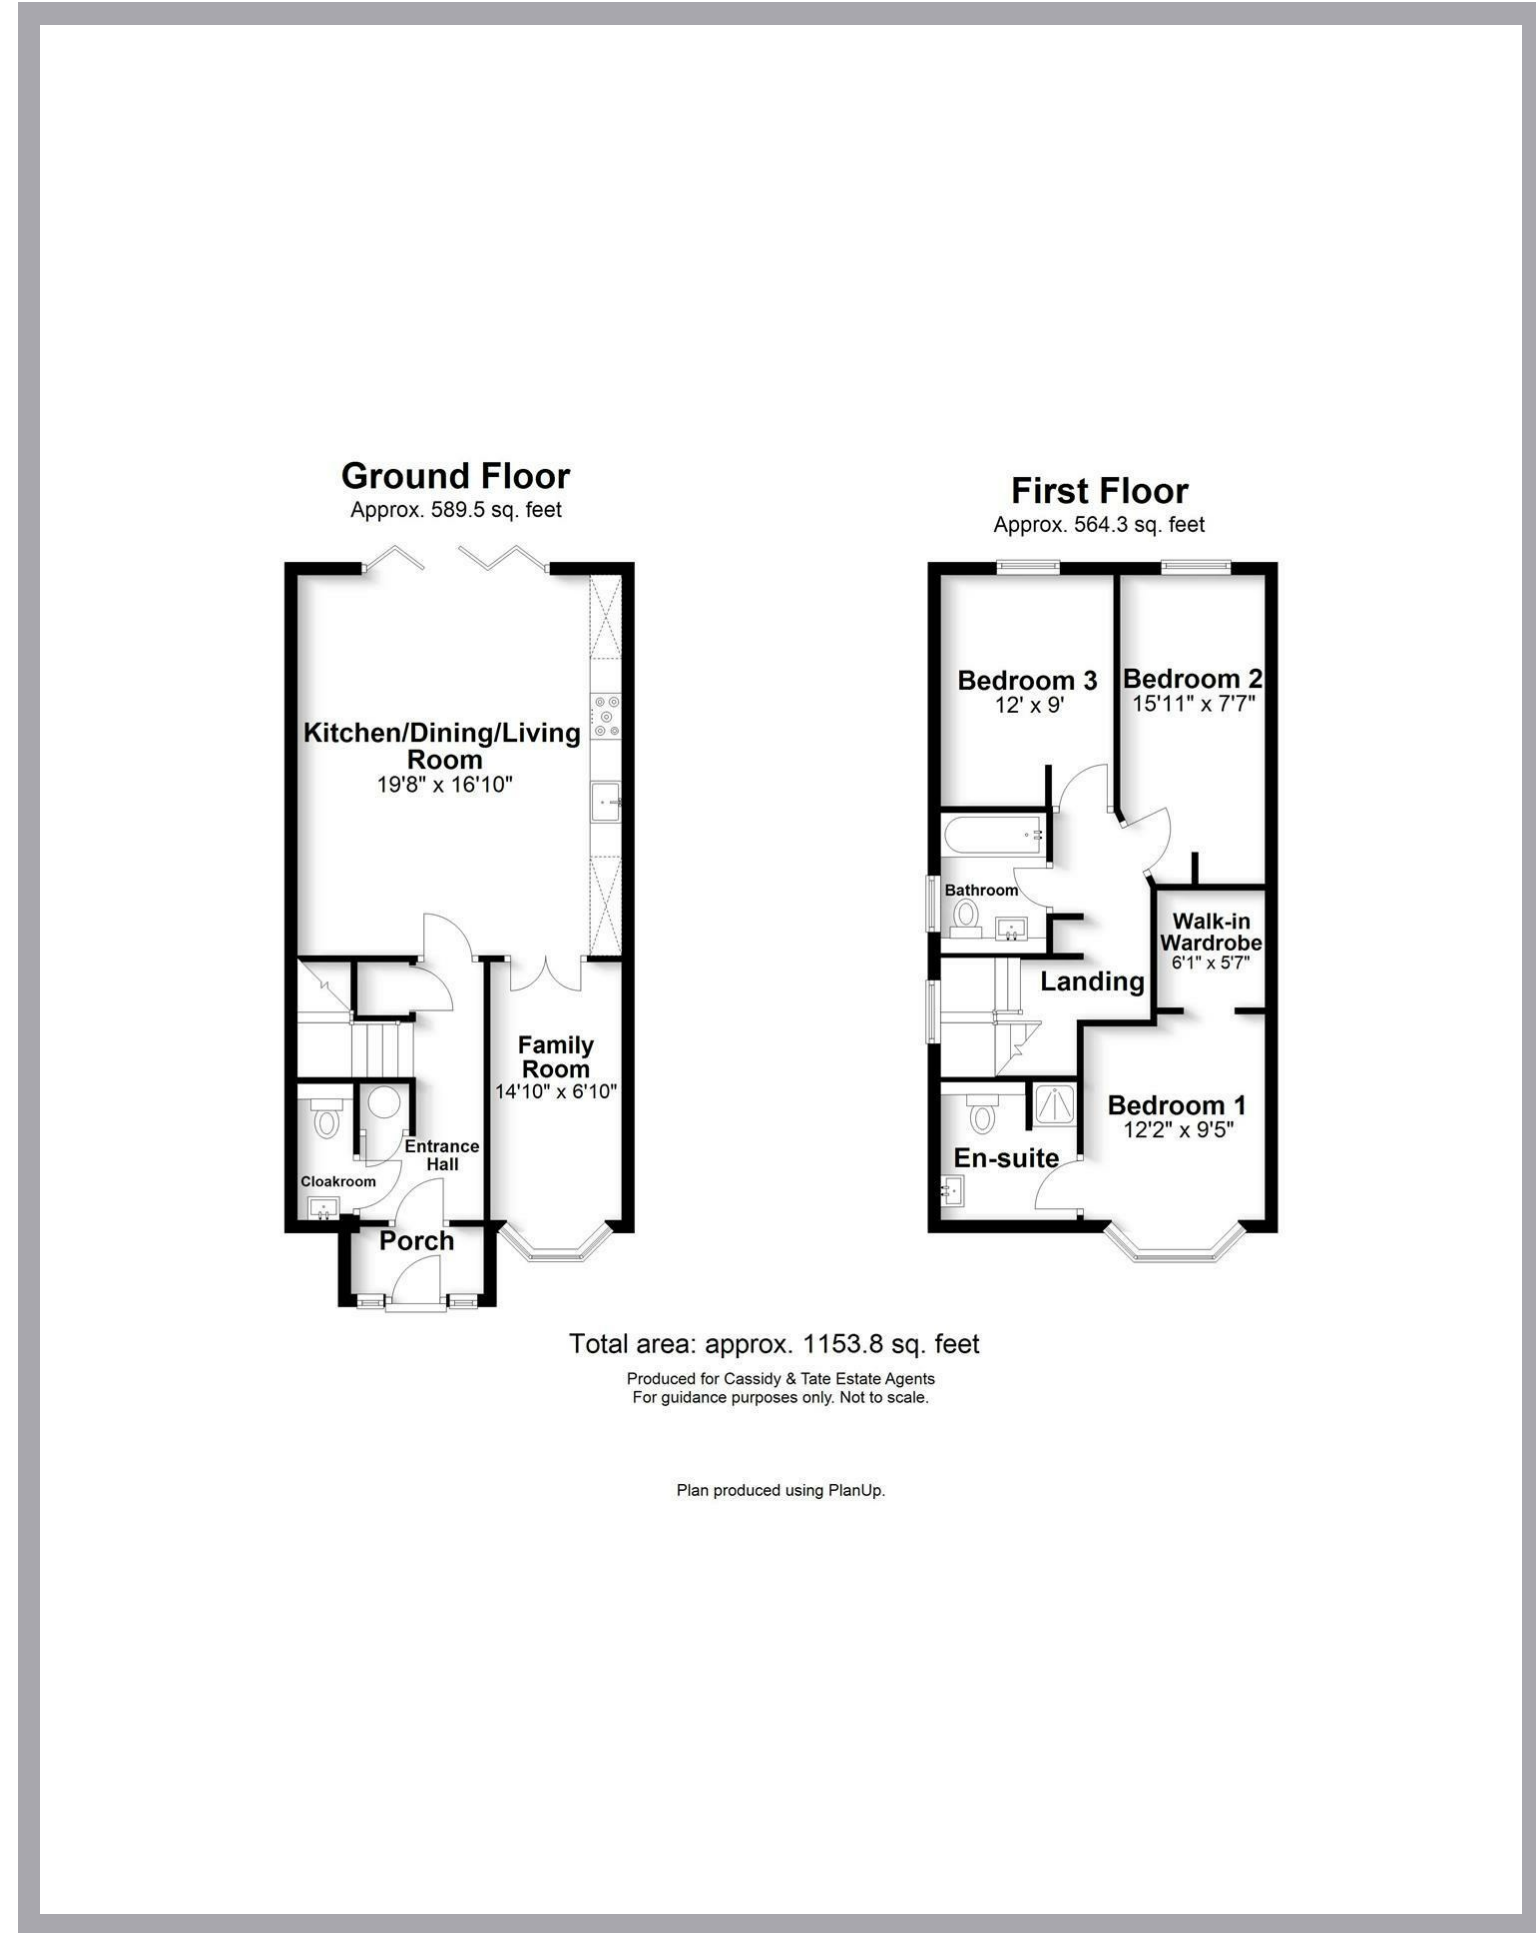 Ground Floor
Approx. 589.5 sq. feet
Kitchen/Dining/Living
Room
19'8" x 16'10"
Family
Room
14'10" x 6'10"
Entrance
Hall
Cloakroom
Porch
First Floor
Approx. 564.3 sq. feet
Bedroom 3
12' x 9'
Bedroom 2
15'11" x 7'7"
Bathroom
Walk-in
Wardrobe
6'1" x 5'7"
Landing
Bedroom 1
12'2" x 9'5"
En-suite
Total area: approx. 1153.8 sq. feet
Produced for Cassidy & Tate Estate Agents
For guidance purposes only. Not to scale.
Plan produced using PlanUp.